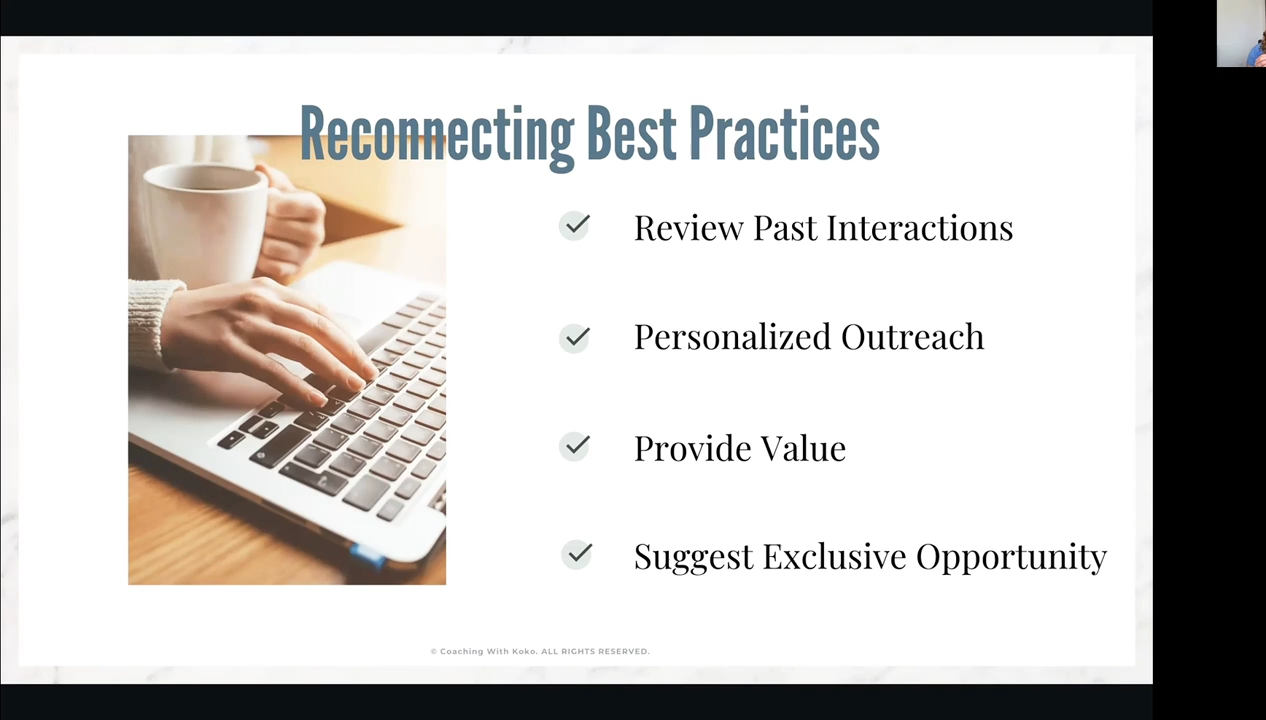 Reconnecting Best Practices
Review Past Interactions
Personalized Outreach
Provide Value
Suggest Exclusive Opportunity
© Coaching With Koko. ALL RIGHTS RESERVED.